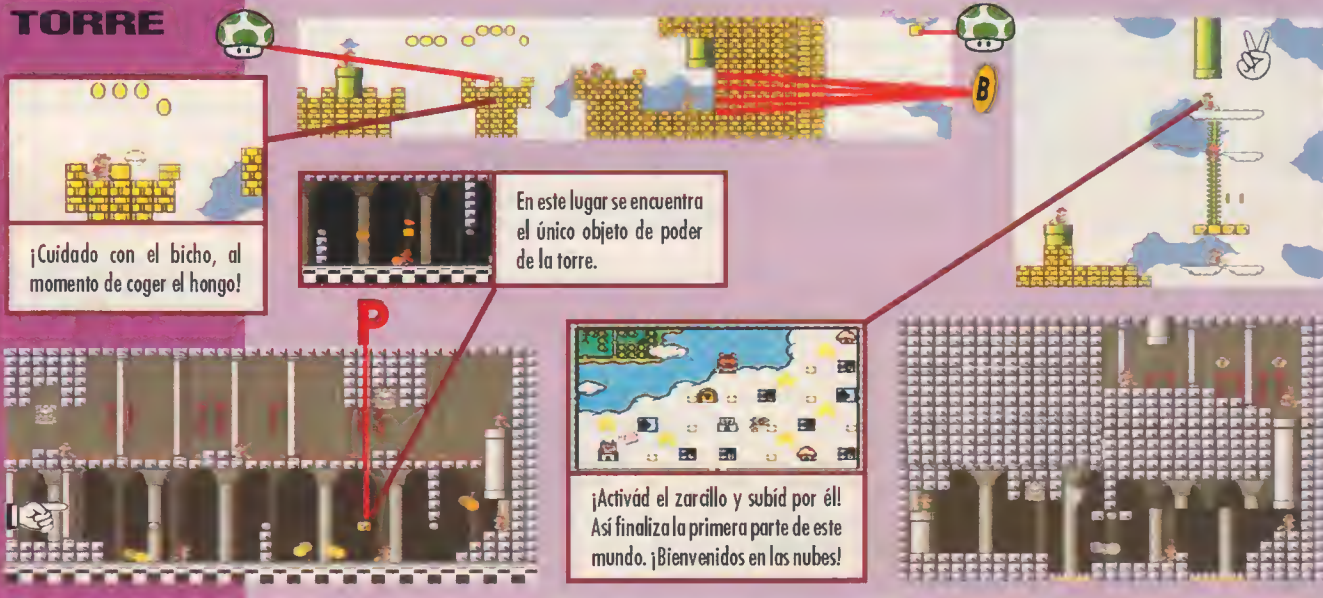 TORRE
B
¡Cuidado con el bicho, al
momento de coger el hongo!
En este lugar se encuentra
el único objeto de poder
de la torre.
P
¡Activád el zarcillo y subíd por él!
Así finaliza la primera parte de este
mundo. ¡Bienvenidos en las nubes!